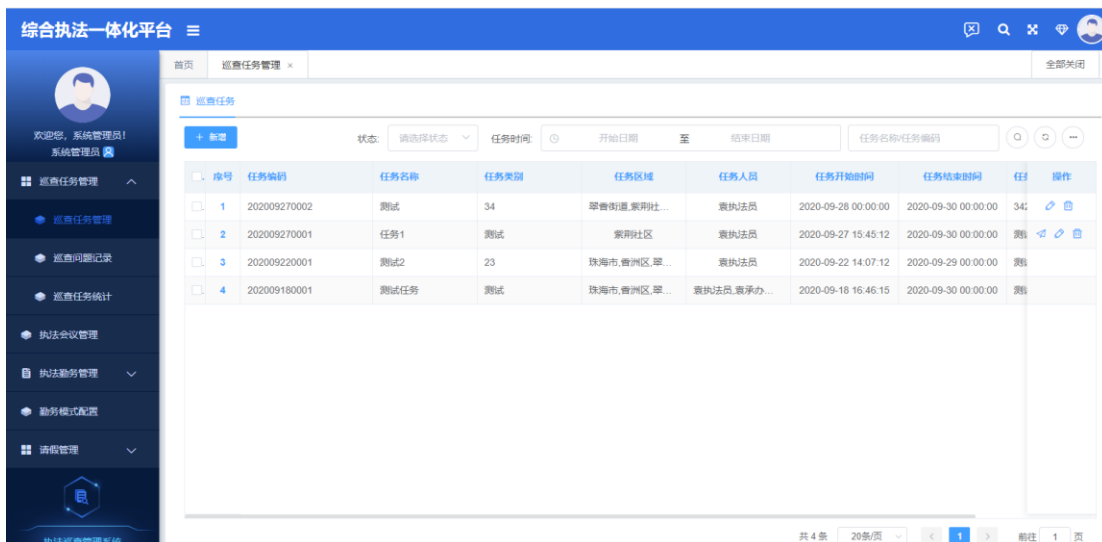 综合执法一体化平台
首页 巡查任务管理 × 全部关闭
欢迎您, 系统管理员!
系统管理员
巡查任务管理
巡查任务管理
巡查问题记录
巡查任务统计
执法会议管理
执法勤务管理
勤务模式配置
请假管理
执法巡查管理系统
巡查任务
+ 新增 状态: 请选择状态 任务时间: 开始日期 至 结束日期 任务名称/任务编码
序号 任务编码 任务名称 任务类别 任务区域 任务人员 任务开始时间 任务结束时间 操作
1 202009270002 测试 34 翠香街道,紫荆社... 袁执法员 2020-09-28 00:00:00 2020-09-30 00:00:00 342
2 202009270001 任务1 测试 紫荆社区 袁执法员 2020-09-27 15:45:12 2020-09-30 00:00:00 测
3 202009220001 测试2 23 珠海市,香洲区,翠... 袁执法员 2020-09-22 14:07:12 2020-09-29 00:00:00 测
4 202009180001 测试任务 测试 珠海市,香洲区,翠... 袁执法员,袁承办... 2020-09-18 16:46:15 2020-09-30 00:00:00 测
共 4 条 20条/页 < 1 > 前往 1 页